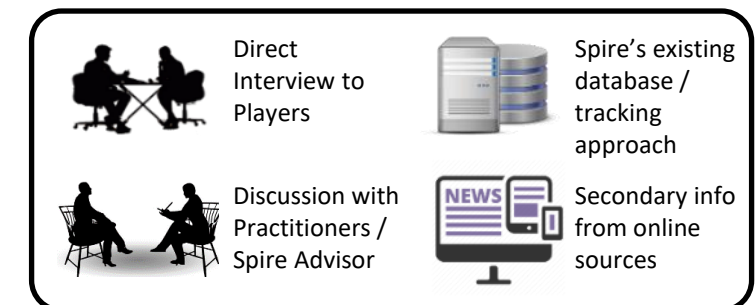 Direct
Interview to
Players
Spire’s existing
database /
tracking
approach
Discussion with
Practitioners /
Spire Advisor
NEWS
Secondary info
from online
sources